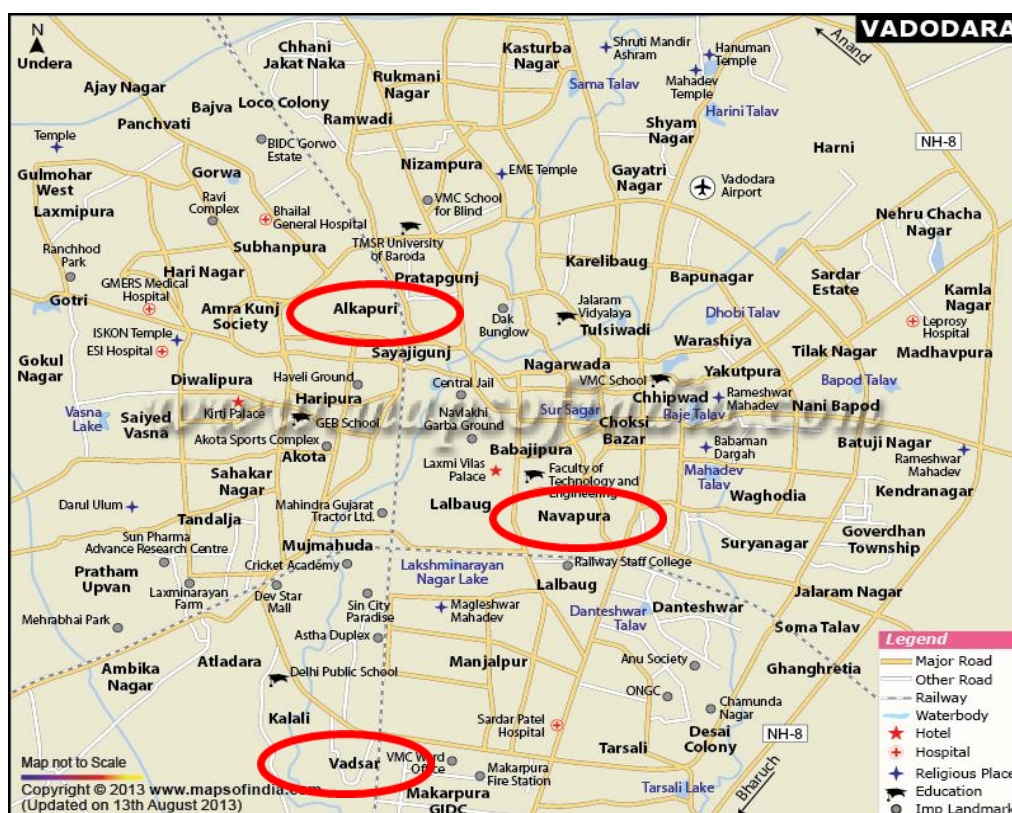 VADODARA
N
Undera
Chhani
Jakat Naka
Kasturba
Nagar
Shruti Mandir
Ashram
Hanuman
Temple
Anand
Rukmani
Nagar
Sama Talav
Mahadev
Temple
Ajay Nagar
Bajva
Loco Colony
Harini Talav
Panchvati
Ramwadi
Shyam
Nagar
Temple
BIDC Gorwo
Estate
NH-8
Harni
Nizampura
EME Temple
Gayatri
Nagar
Gulmohar
West
Gorwa
Vadodara
Airport
Ravi
Complex
VMC School
for Blind
Laxmipura
Bhailal
General Hospital
Nehru Chacha
Nagar
Ranchhod
Park
Subhanpura
TMSR University
of Baroda
Karelibaug
Hari Nagar
Pratapgunj
Bapunagar
Sardar
Estate
GMERS Medical
Hospital
Gotri
Amra Kunj
Society
Alkapuri
Dak
Bunglow
Jalaram
Vidyalaya
Kamla
Nagar
Dhobi Talav
Tulsiwadi
Leprosy
Hospital
ISKON Temple
ESI Hospital
Sayajigunj
Warashiya
Tilak Nagar
Madhavpura
Gokul
Nagar
Nagarwada
Yakutpura
Diwalipura
Haveli Ground
Central Jail
VMC School
Bapod Talav
Kirti Palace
Haripura
Chhipwad
Rameshwar
Mahadev
Nani Bapod
www.mapsofindia.com
Vasna
Lake
Saiyed
Vasna
GEB School
Navlakhi
Garba Ground
Sur Sagar
Raje Talav
Choksi
Bazar
Akota Sports Complex
Akota
Babajipura
Babaman
Dargah
Batuji Nagar
Rameshwar
Mahadev
Sahakar
Nagar
Laxmi Vilas
Palace
Faculty of
Technology and
Engineering
Mahadev
Talav
Kendranagar
Waghodia
Darul Ulum
Tandalja
Mahindra Gujarat
Tractor Ltd.
Lalbaug
Navapura
Goverdhan
Township
Sun Pharma
Advance Research Centre
Mujmahuda
Suryanagar
Cricket Academy
Lakshminarayan
Nagar Lake
Railway Staff College
Pratham
Upvan
Laxminarayan
Farm
Dev Star
Mall
Sin City
Paradise
Lalbaug
Jalaram Nagar
Mehrabhai Park
Magleshwar
Mahadev
Danteshwar
Talav
Danteshwar
Soma Talav
Astha Duplex
Legend
Ambika
Nagar
Atladara
Delhi Public School
Manjalpur
Anu Society
Ghanghretia
Major Road
Other Road
ONGC
Chamunda
Nagar
Railway
Kalali
Sardar Patel
Hospital
Waterbody
Desai
Colony
NH-8
Hotel
Vadsar
VMC Word
Office
Tarsali
Hospital
Map not to Scale
Makarpura
Fire Station
Religious Place
Copyright © 2013 www.mapsofindia.com
(Updated on 13th August 2013)
Makarpura
GIDC
Tarsali Lake
Bharuch
Education
Imp Landmark